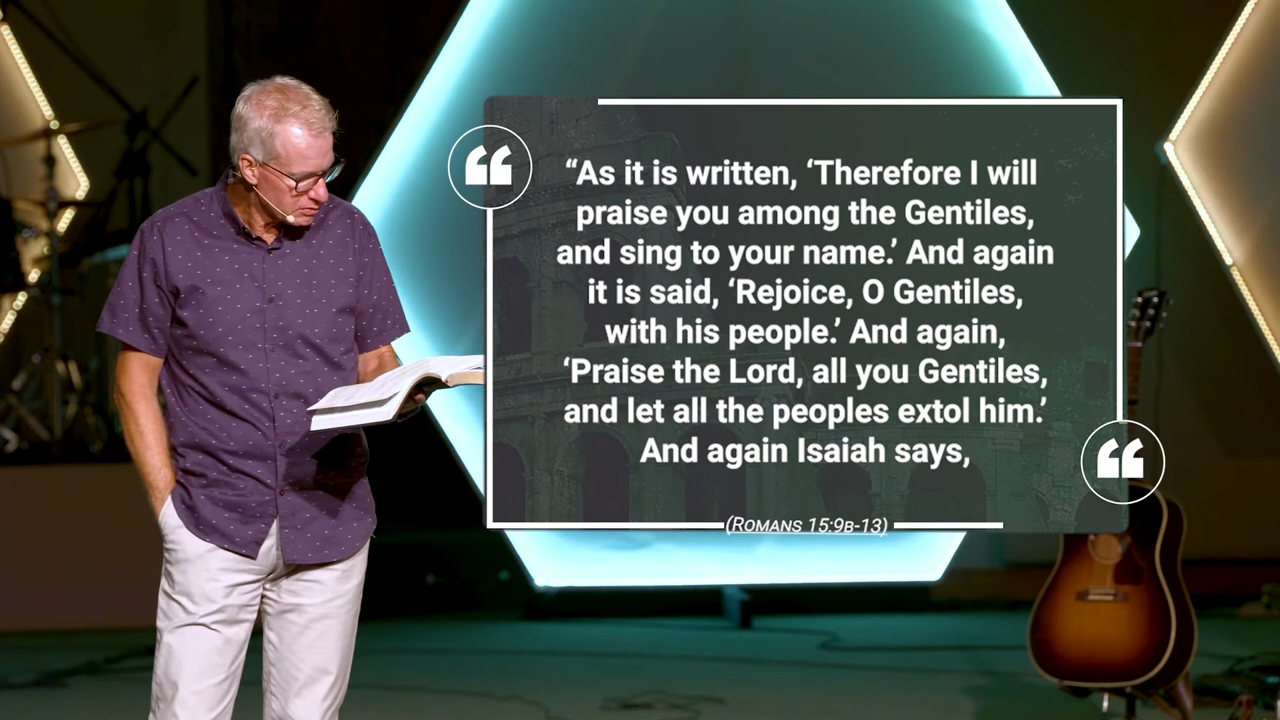 “As it is written, ‘Therefore I will
praise you among the Gentiles,
and sing to your name.’ And again
it is said, ‘Rejoice, O Gentiles,
with his people.’ And again,
‘Praise the Lord, all you Gentiles,
and let all the peoples extol him.’
And again Isaiah says,
(Romans 15:9b-13)